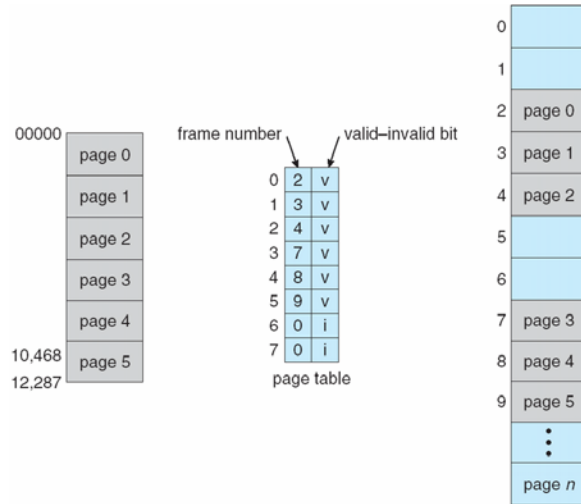 00000
page 0
page 1
page 2
page 3
page 4
10,468
page 5
12,287
frame number
valid–invalid bit
0 2 v
1 3 v
2 4 v
3 7 v
4 8 v
5 9 v
6 0 i
7 0 i
page table
0
1
2 page 0
3 page 1
4 page 2
5
6
7 page 3
8 page 4
9 page 5
page n